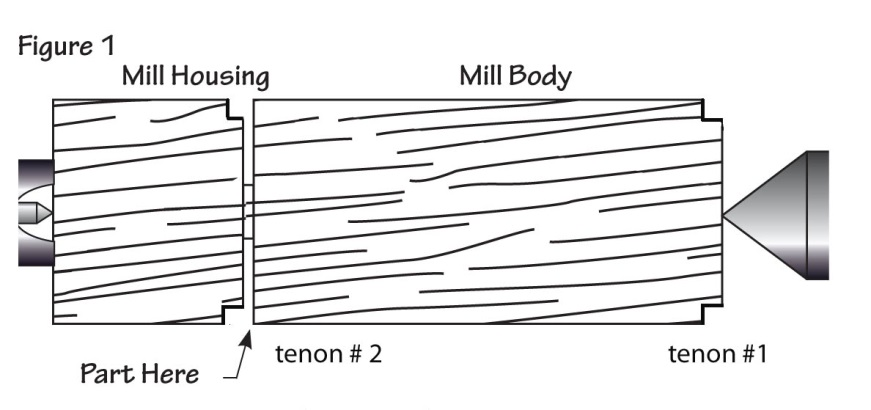 Figure 1
Mill Housing
Mill Body
Part Here
tenon # 2
tenon #1